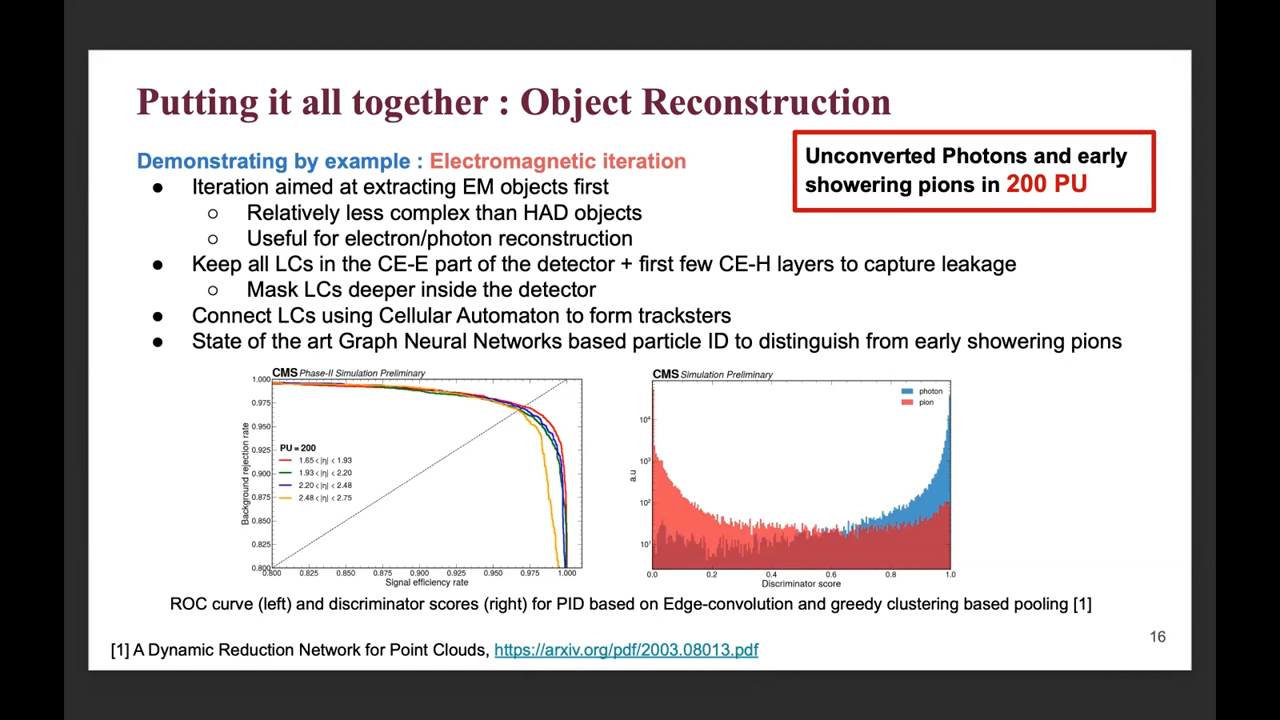 Putting it all together : Object Reconstruction
Demonstrating by example : Electromagnetic iteration
Unconverted Photons and early
showering pions in 200 PU
● Iteration aimed at extracting EM objects first
○ Relatively less complex than HAD objects
○ Useful for electron/photon reconstruction
● Keep all LCs in the CE-E part of the detector + first few CE-H layers to capture leakage
○ Mask LCs deeper inside the detector
● Connect LCs using Cellular Automaton to form tracksters
● State of the art Graph Neural Networks based particle ID to distinguish from early showering pions
CMS Phase-II Simulation Preliminary
1.000
0.975
0.950
0.925
0.900
0.875
0.850
0.825
0.800
Background rejection rate
PU = 200
1.65 < |η| < 1.93
1.93 < |η| < 2.20
2.20 < |η| < 2.48
2.48 < |η| < 2.75
0.800 0.825 0.850 0.875 0.900 0.925 0.950 0.975 1.000
Signal efficiency rate
CMS Simulation Preliminary
photon
pion
10⁴
10³
10²
10¹
a.u
0.0 0.2 0.4 0.6 0.8 1.0
Discriminator score
ROC curve (left) and discriminator scores (right) for PID based on Edge-convolution and greedy clustering based pooling [1]
16
[1] A Dynamic Reduction Network for Point Clouds, https://arxiv.org/pdf/2003.08013.pdf